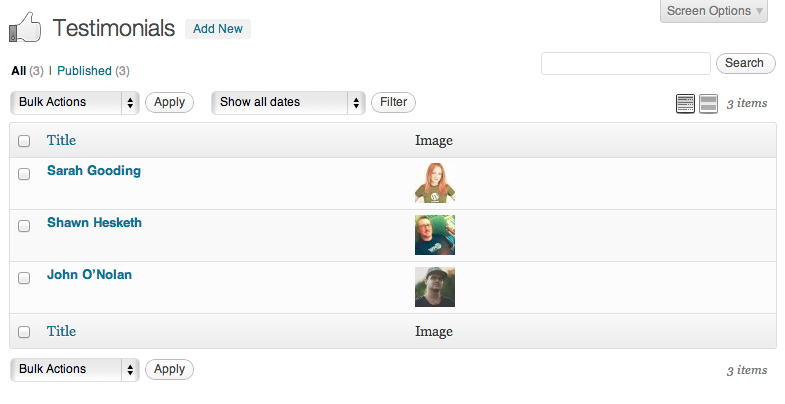 Screen Options
Testimonials Add New
All (3) | Published (3)
Search
Bulk Actions Apply Show all dates Filter 3 items
Title Image
Sarah Gooding
Shawn Hesketh
John O’Nolan
Title Image
Bulk Actions Apply 3 items